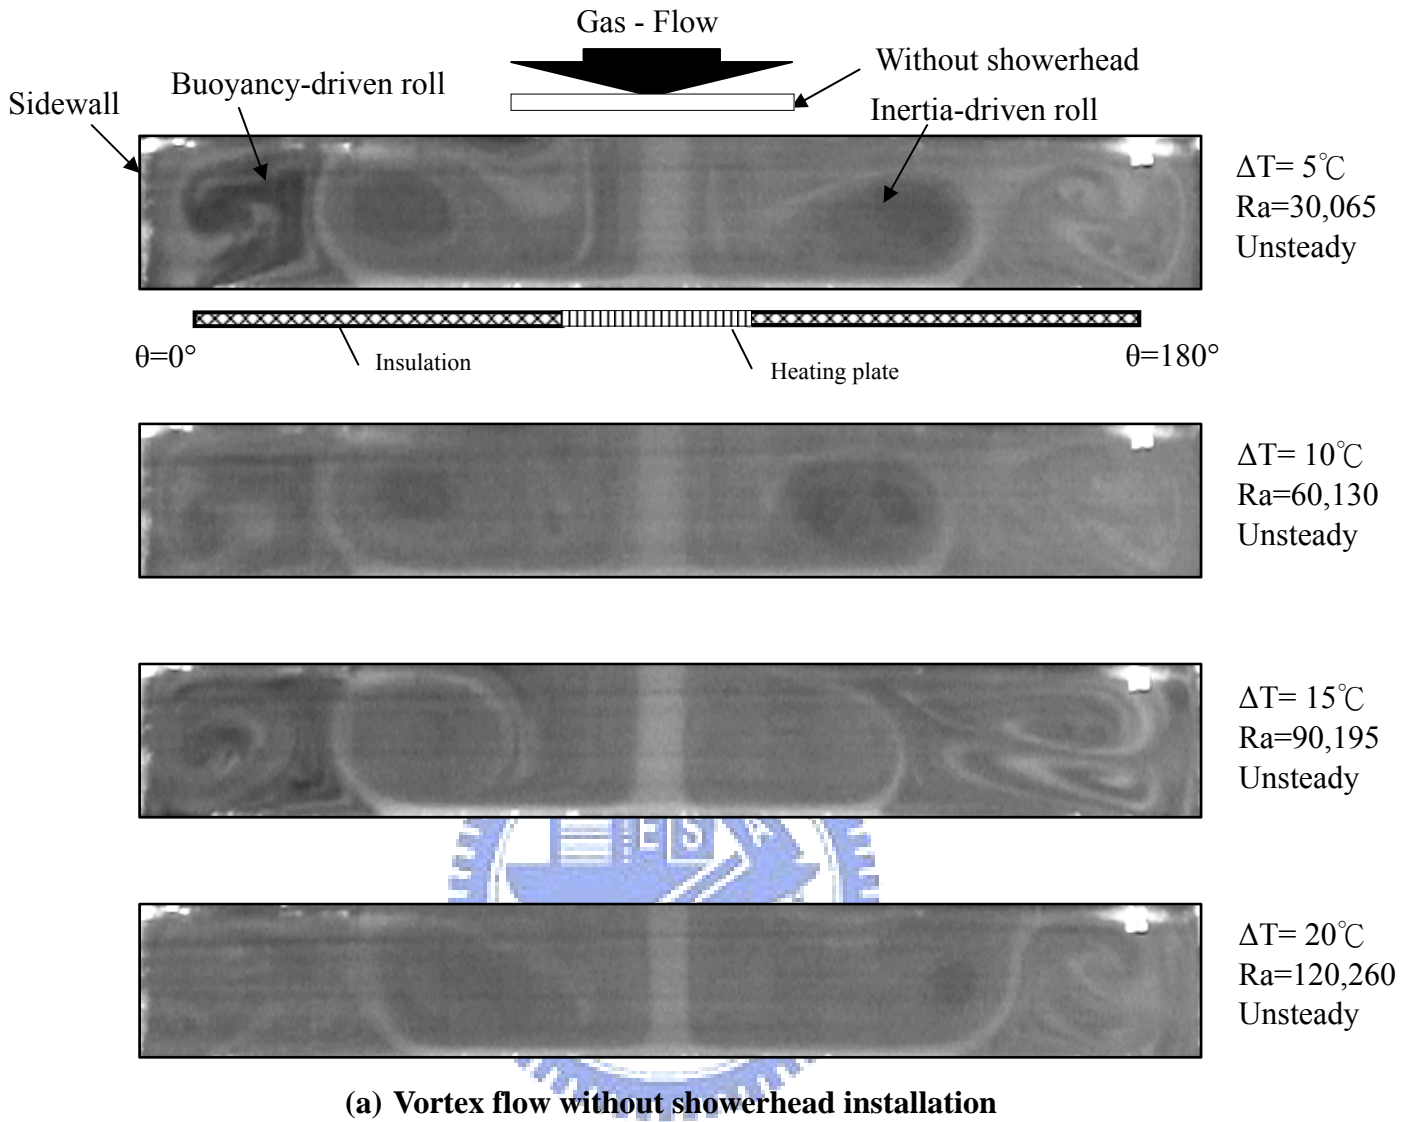 Gas - Flow
Without showerhead
Buoyancy-driven roll
Sidewall
Inertia-driven roll
ΔT= 5℃
Ra=30,065
Unsteady
θ=0°
Insulation
Heating plate
θ=180°
ΔT= 10℃
Ra=60,130
Unsteady
ΔT= 15℃
Ra=90,195
Unsteady
E S A
ΔT= 20℃
Ra=120,260
Unsteady
(a) Vortex flow without showerhead installation